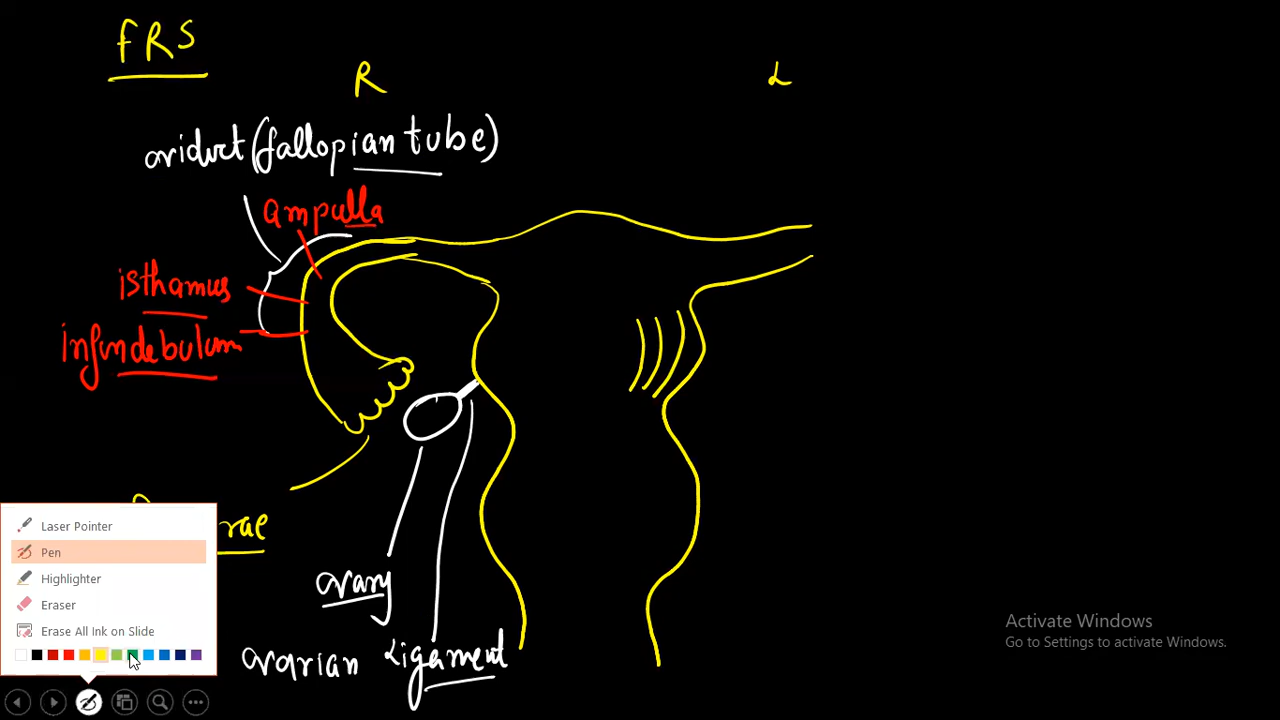 FRS
R
L
oviduct (fallopian tube)
ampulla
isthamus
infundebulum
rae
ovary
ovarian Ligament
Laser Pointer
Pen
Highlighter
Eraser
Erase All Ink on Slide
Activate Windows
Go to Settings to activate Windows.